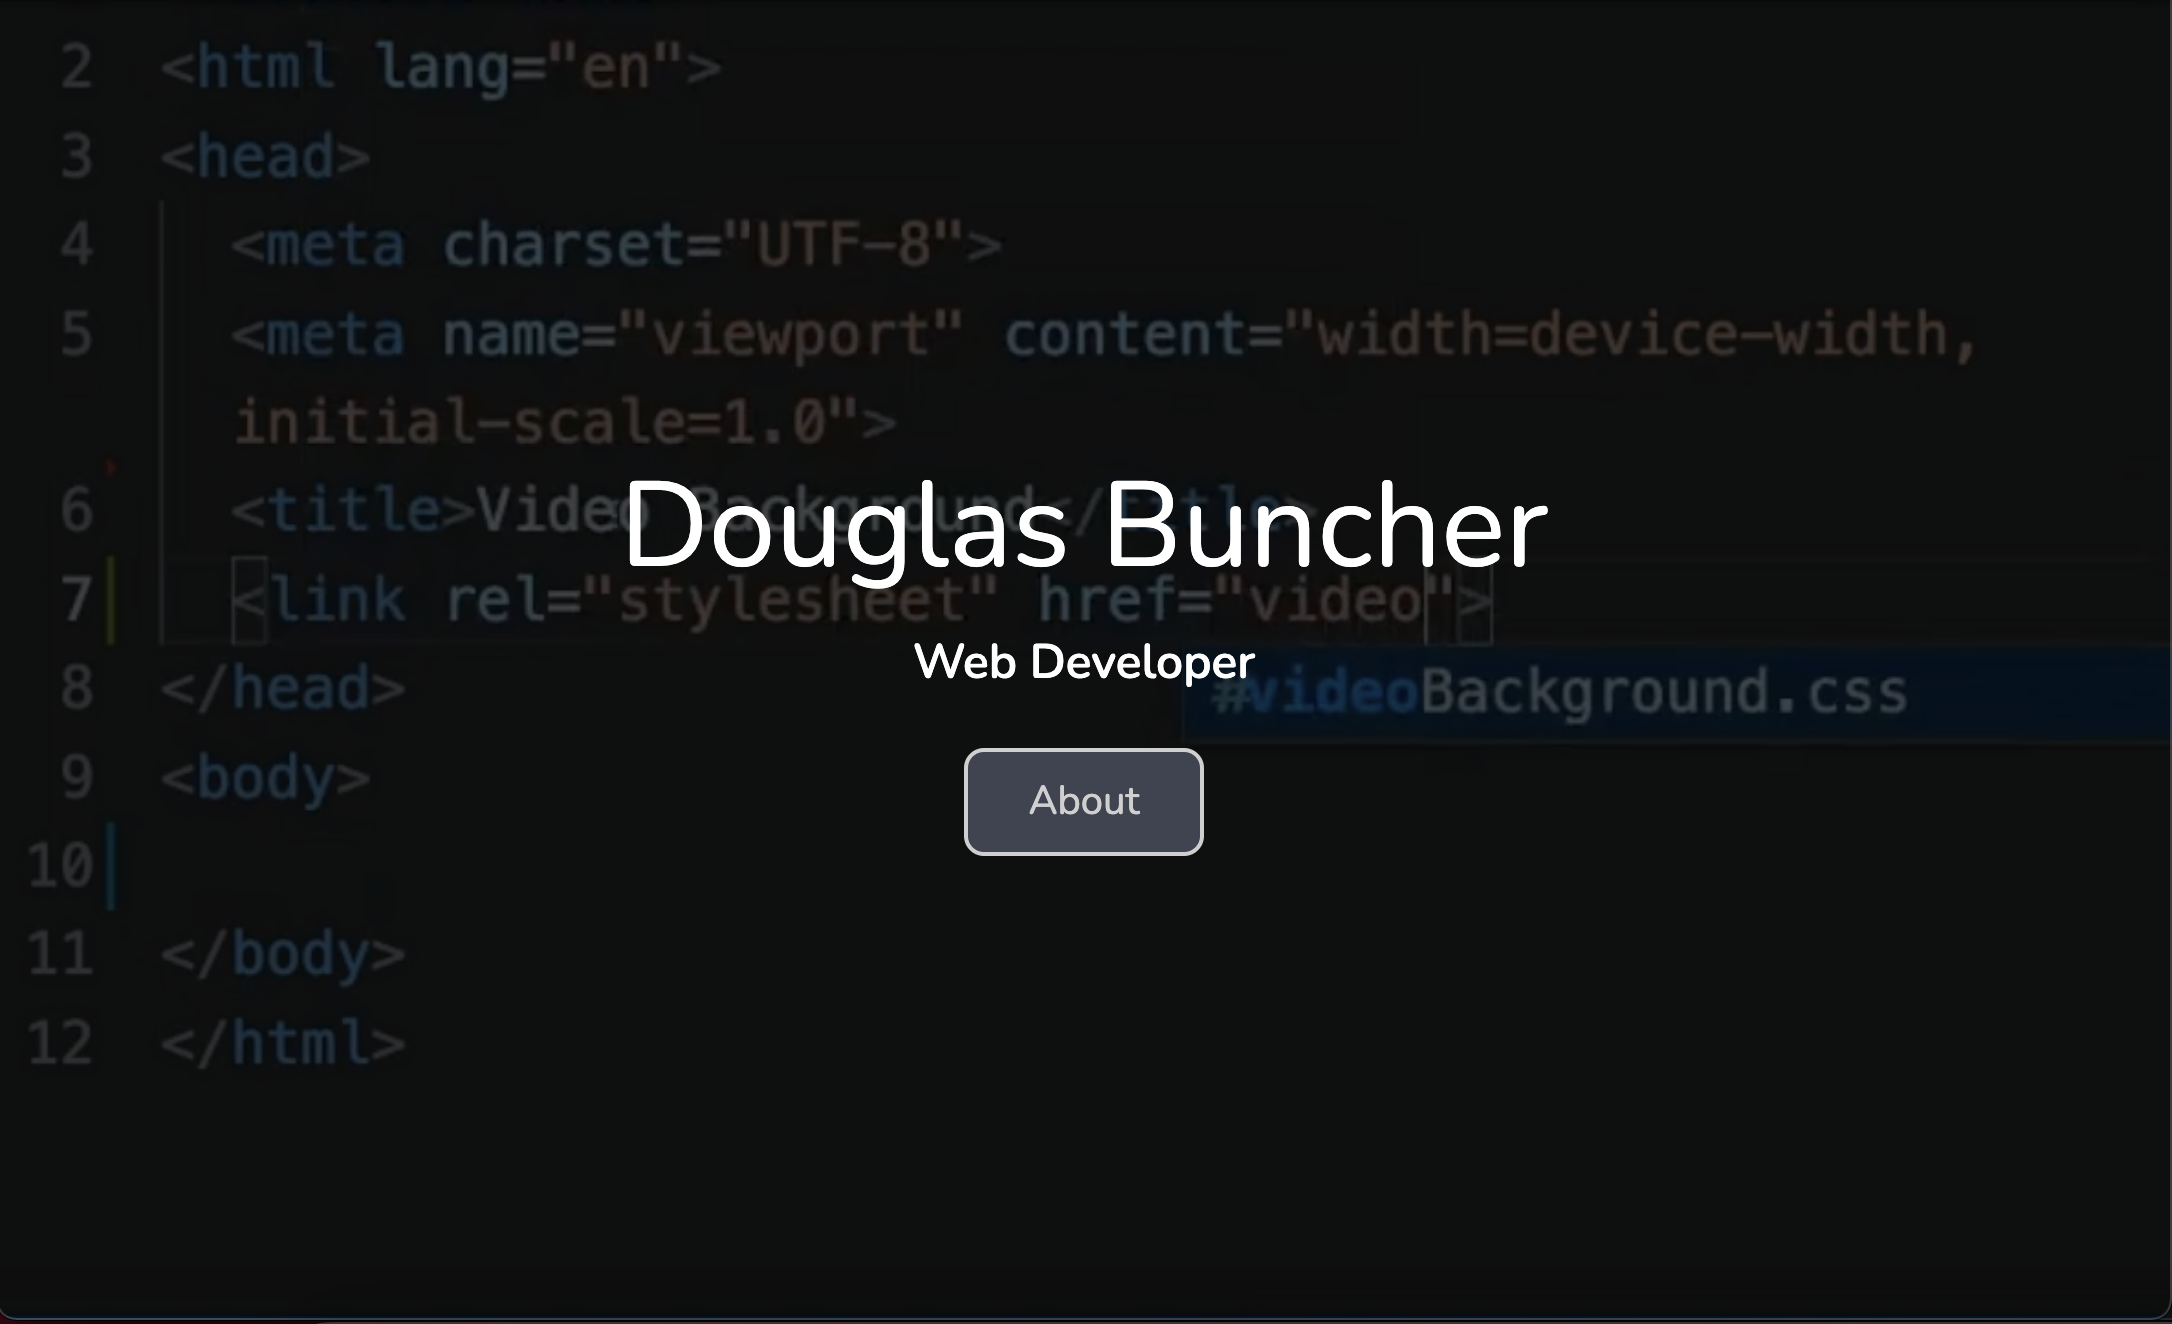 2 <html lang="en">
3 <head>
4 <meta charset="UTF-8">
5 <meta name="viewport" content="width=device-width,
initial-scale=1.0">
6 <title>Video Background</title>
Douglas Buncher
7 <link rel="stylesheet" href="video">
Web Developer
8 </head>
#videoBackground.css
9 <body>
About
10
11 </body>
12 </html>